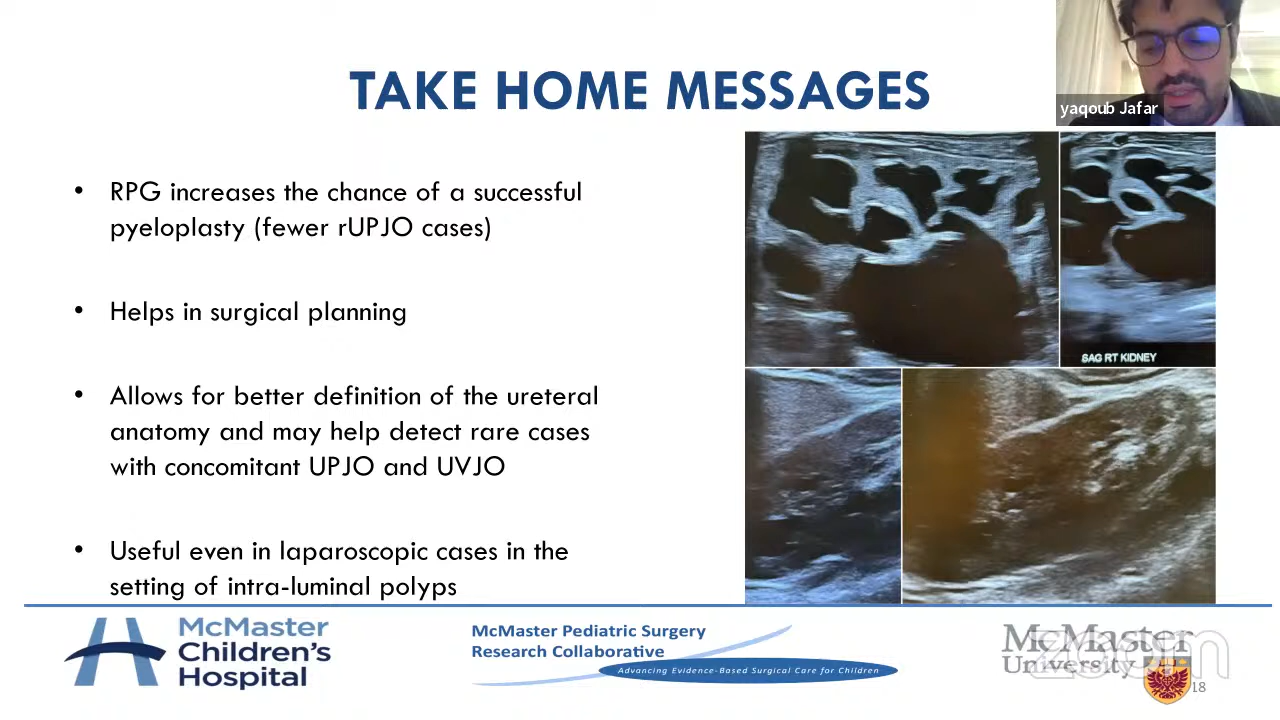 TAKE HOME MESSAGES
yaqoub Jafar
• RPG increases the chance of a successful
pyeloplasty (fewer rUPJO cases)
• Helps in surgical planning
• Allows for better definition of the ureteral
anatomy and may help detect rare cases
with concomitant UPJO and UVJO
• Useful even in laparoscopic cases in the
setting of intra-luminal polyps
SAG RT KIDNEY
McMaster
Children's
Hospital
McMaster Pediatric Surgery
Research Collaborative
Advancing Evidence-Based Surgical Care for Children
McMaster
University
zoom
18